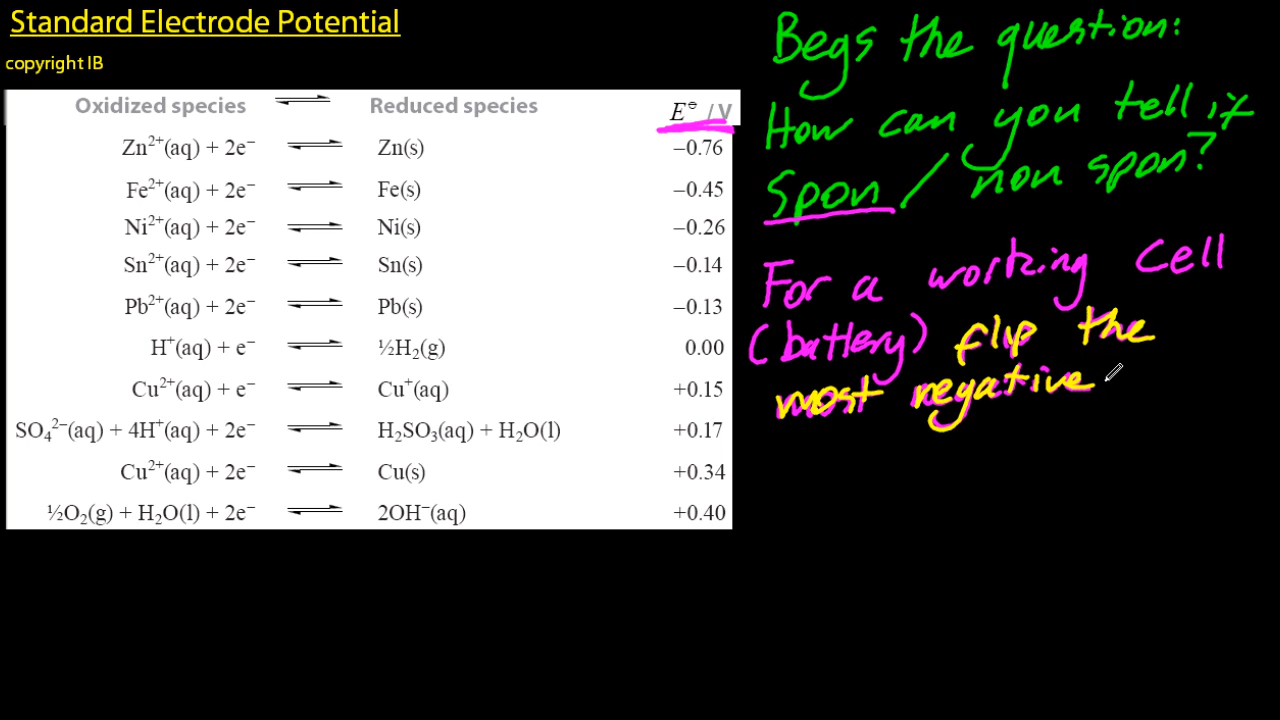 Standard Electrode Potential
copyright IB
Oxidized species ⇌ Reduced species E⊖ / V
Zn²⁺(aq) + 2e⁻ ⇌ Zn(s) –0.76
Fe²⁺(aq) + 2e⁻ ⇌ Fe(s) –0.45
Ni²⁺(aq) + 2e⁻ ⇌ Ni(s) –0.26
Sn²⁺(aq) + 2e⁻ ⇌ Sn(s) –0.14
Pb²⁺(aq) + 2e⁻ ⇌ Pb(s) –0.13
H⁺(aq) + e⁻ ⇌ ½H₂(g) 0.00
Cu²⁺(aq) + e⁻ ⇌ Cu⁺(aq) +0.15
SO₄²⁻(aq) + 4H⁺(aq) + 2e⁻ ⇌ H₂SO₃(aq) + H₂O(l) +0.17
Cu²⁺(aq) + 2e⁻ ⇌ Cu(s) +0.34
½O₂(g) + H₂O(l) + 2e⁻ ⇌ 2OH⁻(aq) +0.40
Begs the question:
How can you tell if
Spon / non spon?
For a working cell
(battery) flip the
most negative